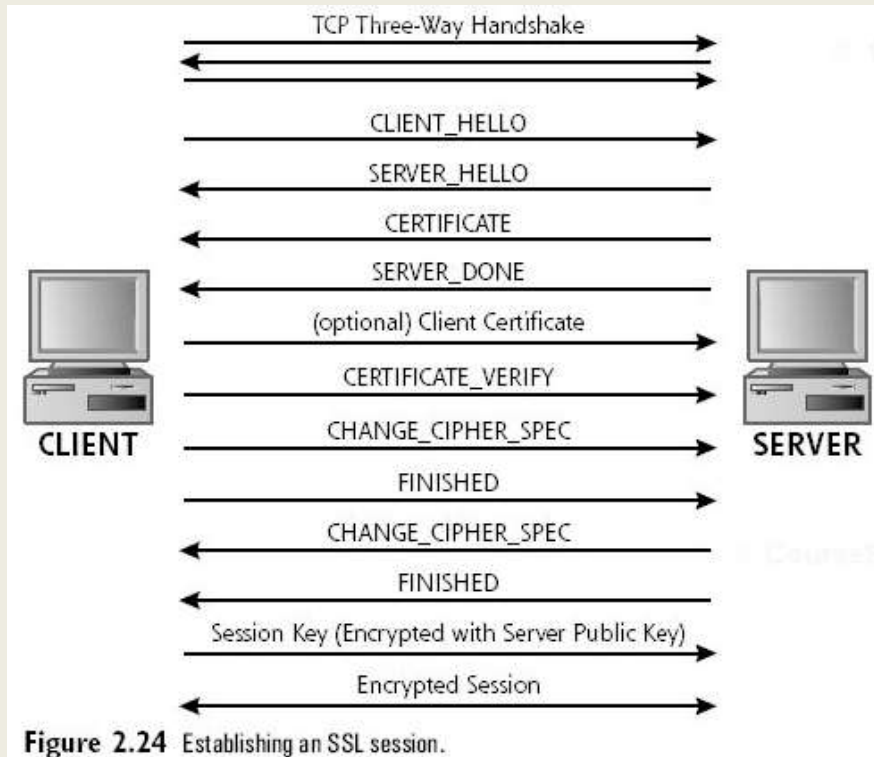 TCP Three-Way Handshake
CLIENT_HELLO
SERVER_HELLO
CERTIFICATE
SERVER_DONE
(optional) Client Certificate
CERTIFICATE_VERIFY
CHANGE_CIPHER_SPEC
CLIENT
SERVER
FINISHED
CHANGE_CIPHER_SPEC
FINISHED
Session Key (Encrypted with Server Public Key)
Encrypted Session
Figure 2.24 Establishing an SSL session.